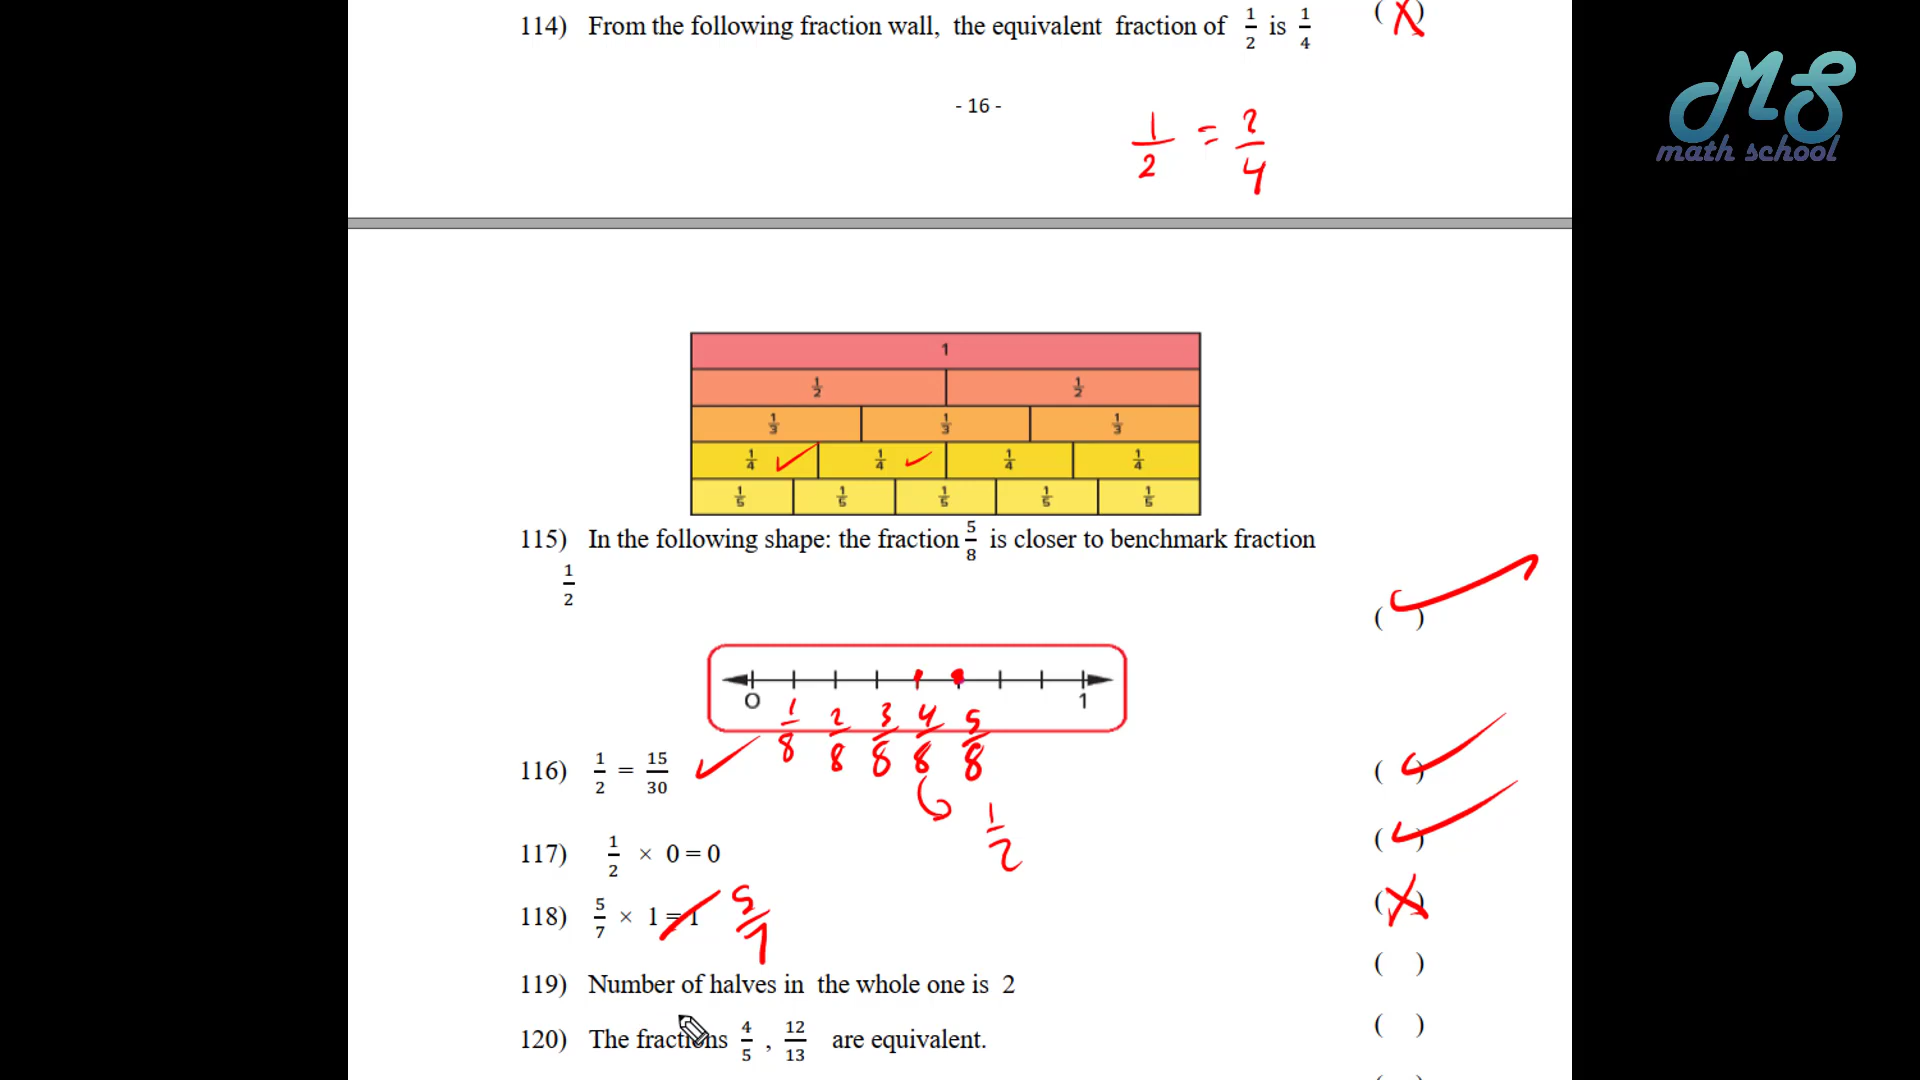 114) From the following fraction wall, the equivalent fraction of 1/2 is 1/4 (X)
- 16 -
1/2 = 2/4
MS
math school
1
1/2 1/2
1/3 1/3 1/3
1/4 ✓ 1/4 ✓ 1/4 1/4
1/5 1/5 1/5 1/5 1/5
115) In the following shape: the fraction 5/8 is closer to benchmark fraction
1/2
(✓)
0 1
1/8 2/8 3/8 4/8 5/8
116) 1/2 = 15/30 ✓ (✓)
1/2
117) 1/2 × 0 = 0 (✓)
118) 5/7 × 1 = 1 5/7 (X)
119) Number of halves in the whole one is 2 ( )
120) The fractions 4/5 , 12/13 are equivalent. ( )